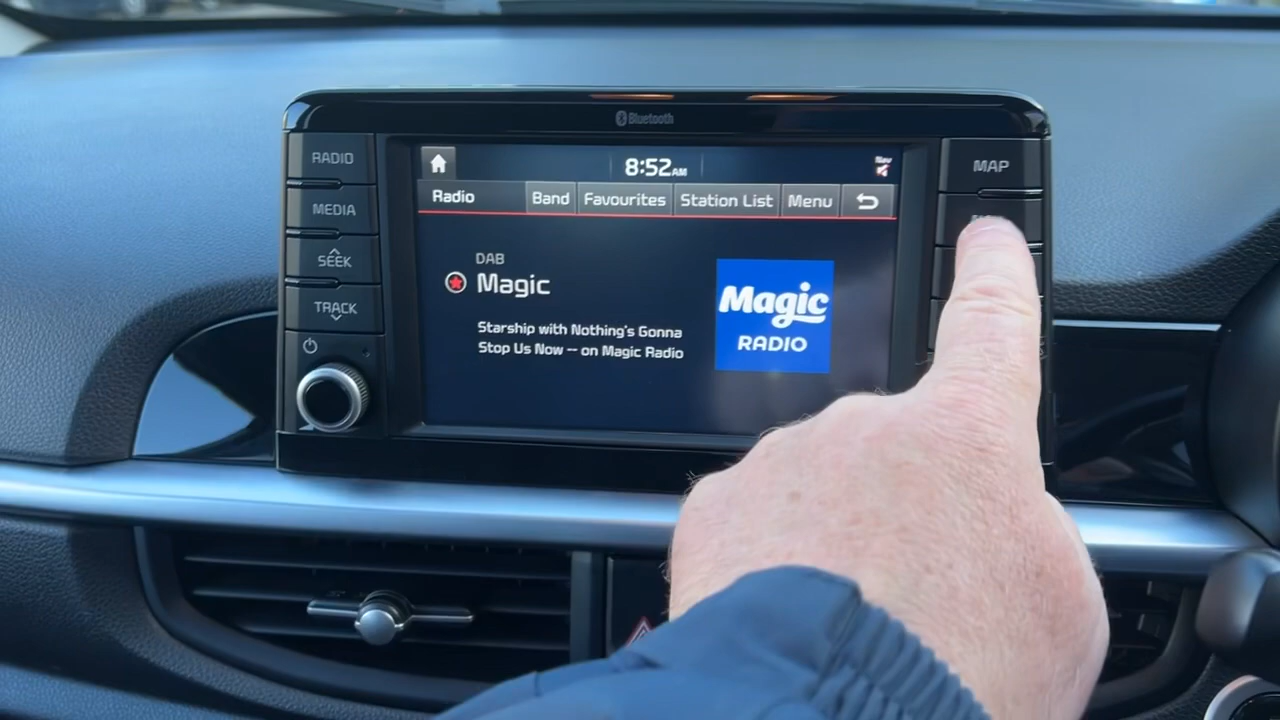 Bluetooth
RADIO
MEDIA
SEEK
TRACK
8:52AM
Nav
Radio
Band
Favourites
Station List
Menu
DAB
Magic
Starship with Nothing's Gonna
Stop Us Now -- on Magic Radio
Magic
RADIO
MAP